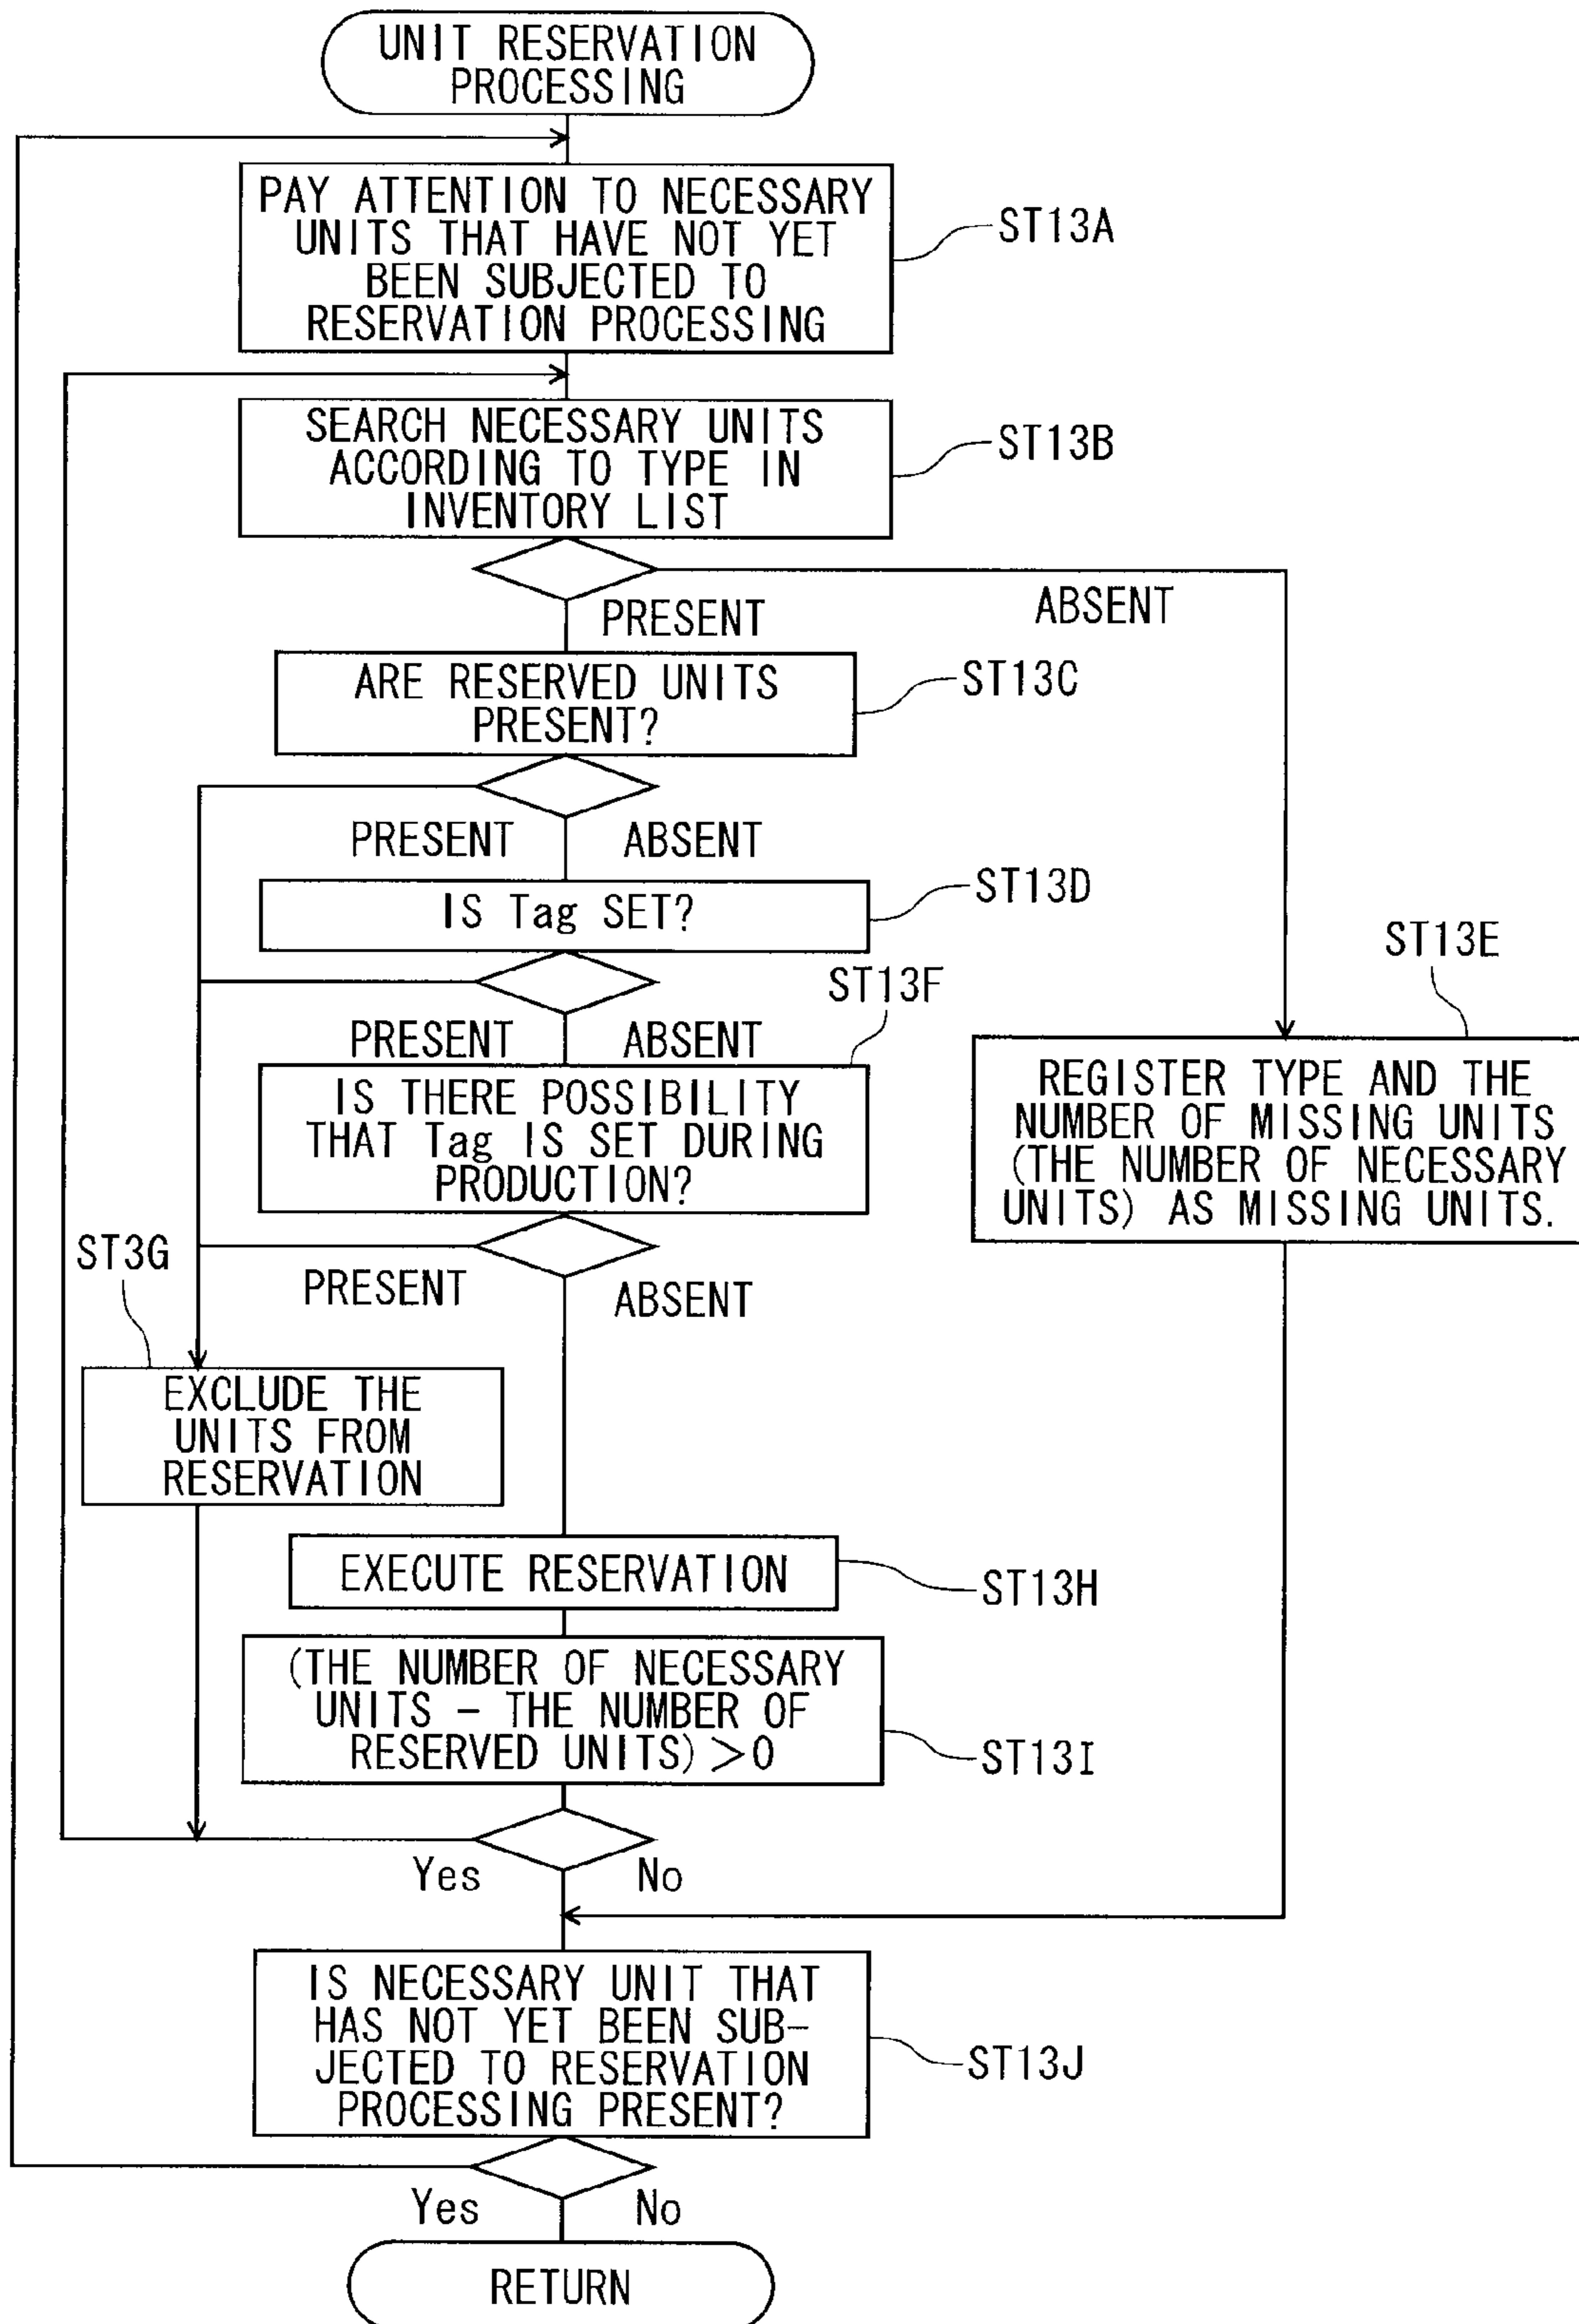 UNIT RESERVATION
PROCESSING
PAY ATTENTION TO NECESSARY
UNITS THAT HAVE NOT YET
BEEN SUBJECTED TO
RESERVATION PROCESSING
ST13A
SEARCH NECESSARY UNITS
ACCORDING TO TYPE IN
INVENTORY LIST
ST13B
PRESENT
ABSENT
ARE RESERVED UNITS
PRESENT?
ST13C
PRESENT
ABSENT
IS Tag SET?
ST13D
PRESENT
ABSENT
ST13F
ST13E
IS THERE POSSIBILITY
THAT Tag IS SET DURING
PRODUCTION?
REGISTER TYPE AND THE
NUMBER OF MISSING UNITS
(THE NUMBER OF NECESSARY
UNITS) AS MISSING UNITS.
ST3G
PRESENT
ABSENT
EXCLUDE THE
UNITS FROM
RESERVATION
EXECUTE RESERVATION
ST13H
(THE NUMBER OF NECESSARY
UNITS - THE NUMBER OF
RESERVED UNITS) >0
ST13I
Yes
No
IS NECESSARY UNIT THAT
HAS NOT YET BEEN SUB-
JECTED TO RESERVATION
PROCESSING PRESENT?
ST13J
Yes
No
RETURN